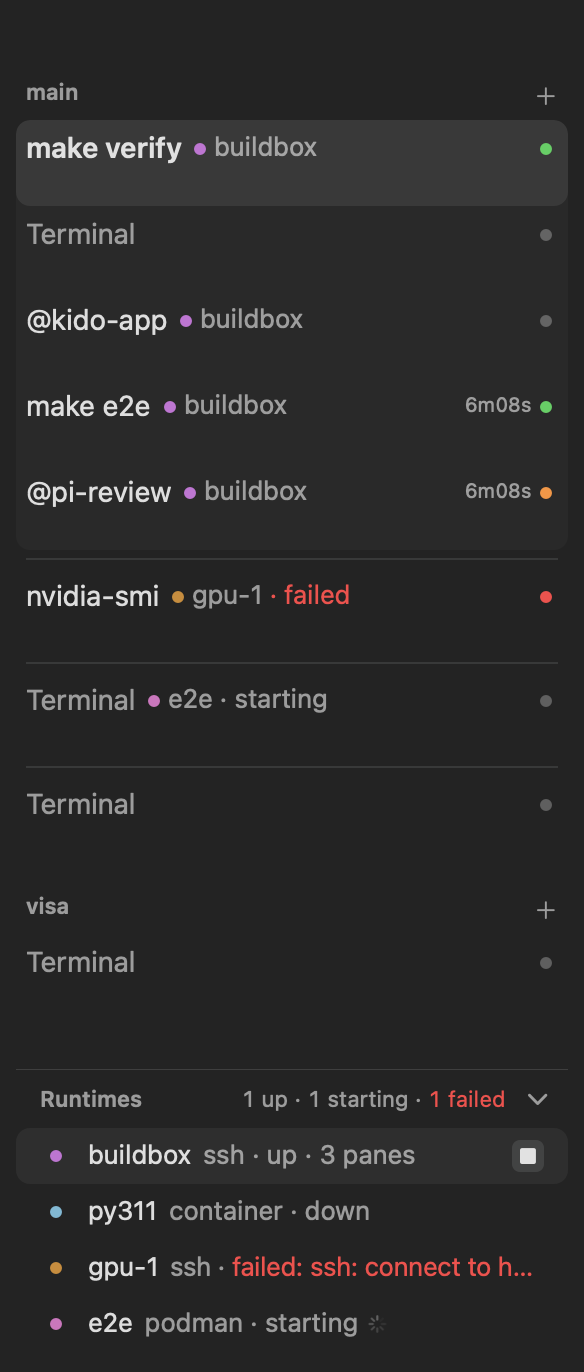 main
make verify buildbox
Terminal
@kido-app buildbox
make e2e buildbox 6m08s
@pi-review buildbox 6m08s
nvidia-smi gpu-1 · failed
Terminal e2e · starting
Terminal
visa
Terminal
Runtimes 1 up · 1 starting · 1 failed
buildbox ssh · up · 3 panes
py311 container · down
gpu-1 ssh · failed: ssh: connect to h...
e2e podman · starting